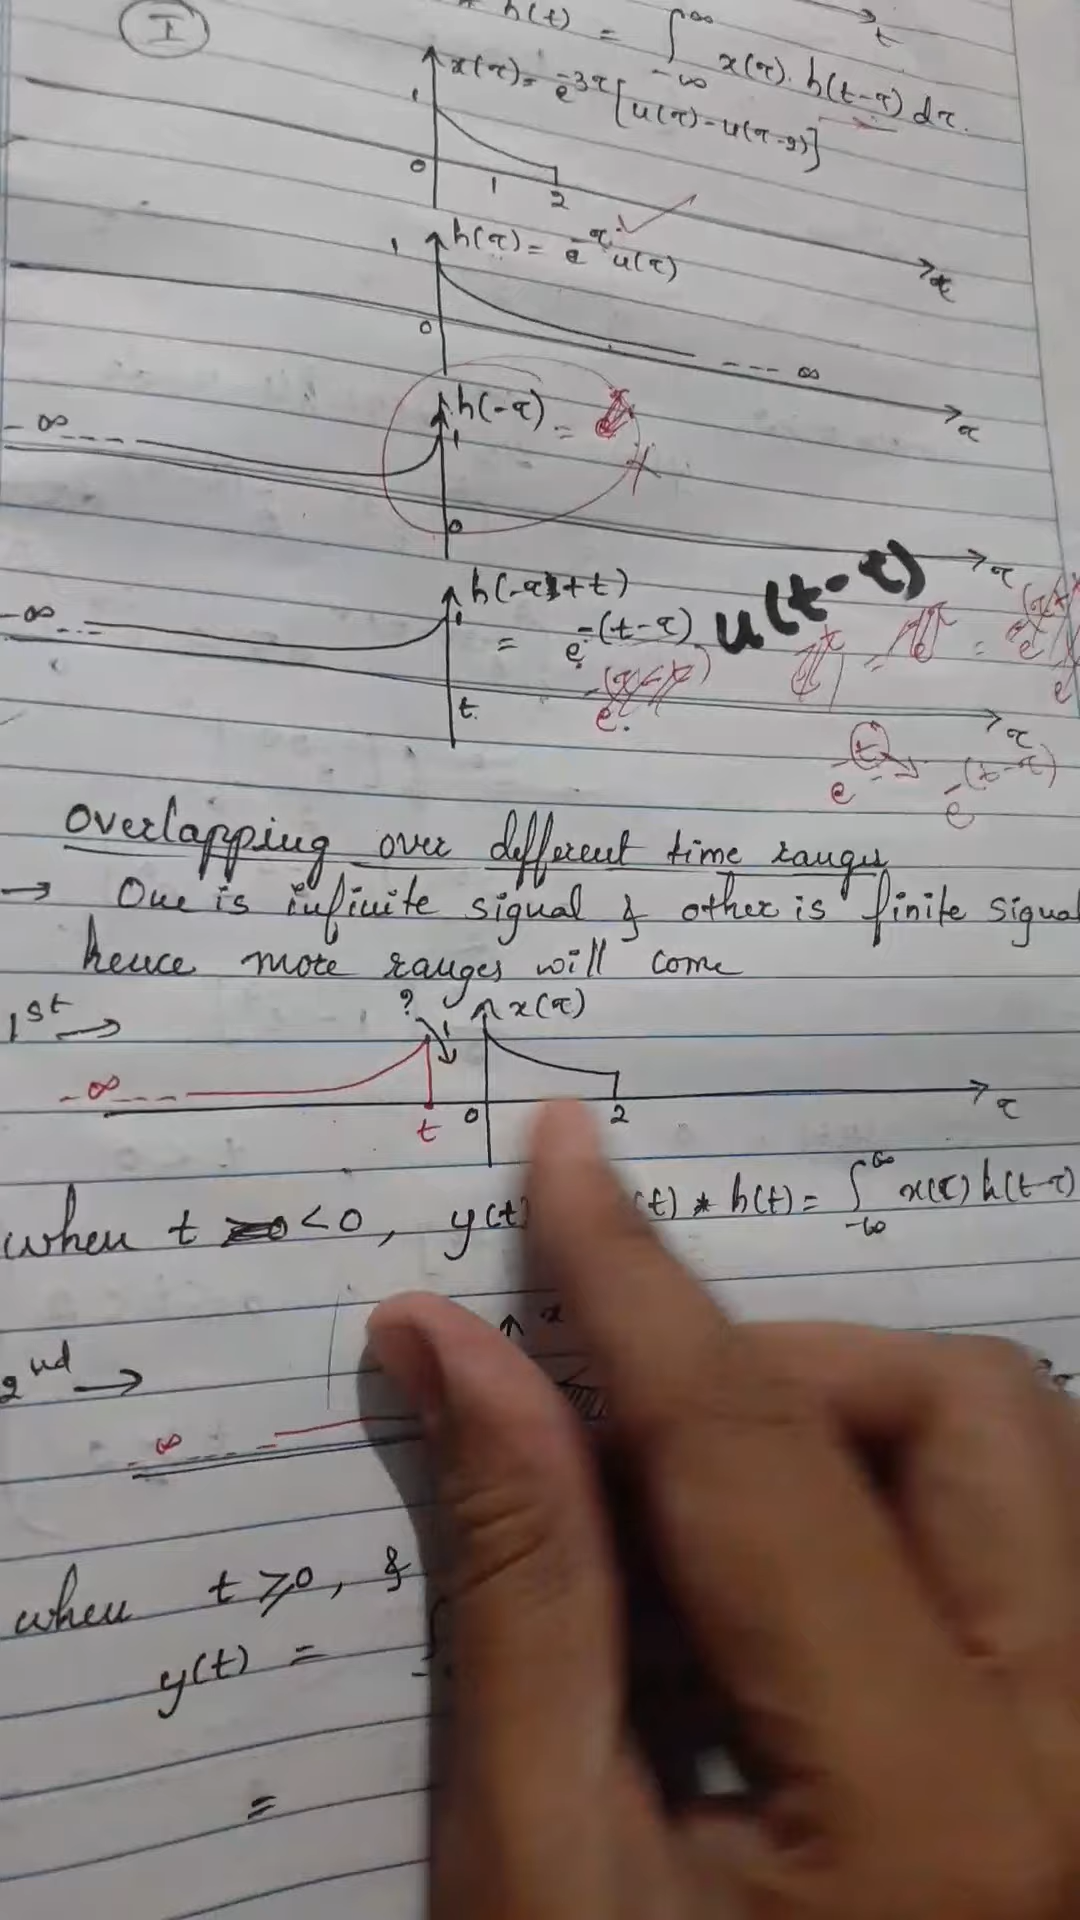 I
* h(t) = ∫_{-∞}^{∞} x(τ). h(t-τ) dτ.
t
x(τ) = e^{-3τ} [u(τ) - u(τ-2)]
1
0 1 2
h(τ) = e^{-τ} u(τ)
1
0
--- ∞
τ
h(-τ) =
- ∞ ---
1
0
τ
h(-τ+t)
-∞
= e^{-(t-τ)} u(t-τ)
t.
τ
e^{-t} → e^{-(t-τ)}
Overlapping over different time ranges
→ One is infinite signal & other is finite signal
hence more ranges will come
1st →
? 1 x(τ)
-∞ ---
t 0 2 τ
when t < 0, y(t) (t) * h(t) = ∫_{-∞}^{∞} x(τ) h(t-τ)
2nd →
x
∞ ---
when t ≥ 0, &
y(t) = ∫
=